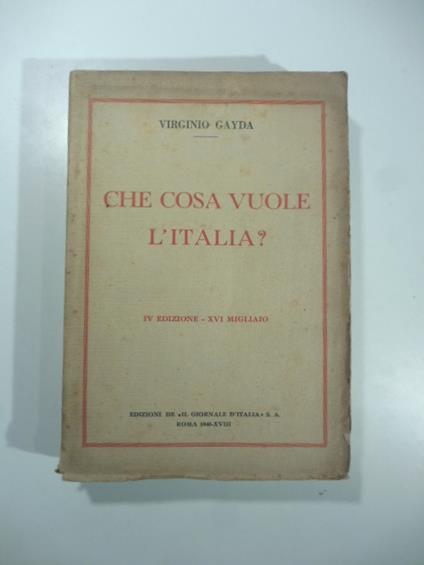 VIRGINIO GAYDA
CHE COSA VUOLE
L'ITALIA?
IV EDIZIONE - XVI MIGLIAIO
EDIZIONI DE «IL GIORNALE D'ITALIA» S. A.
ROMA 1940-XVIII